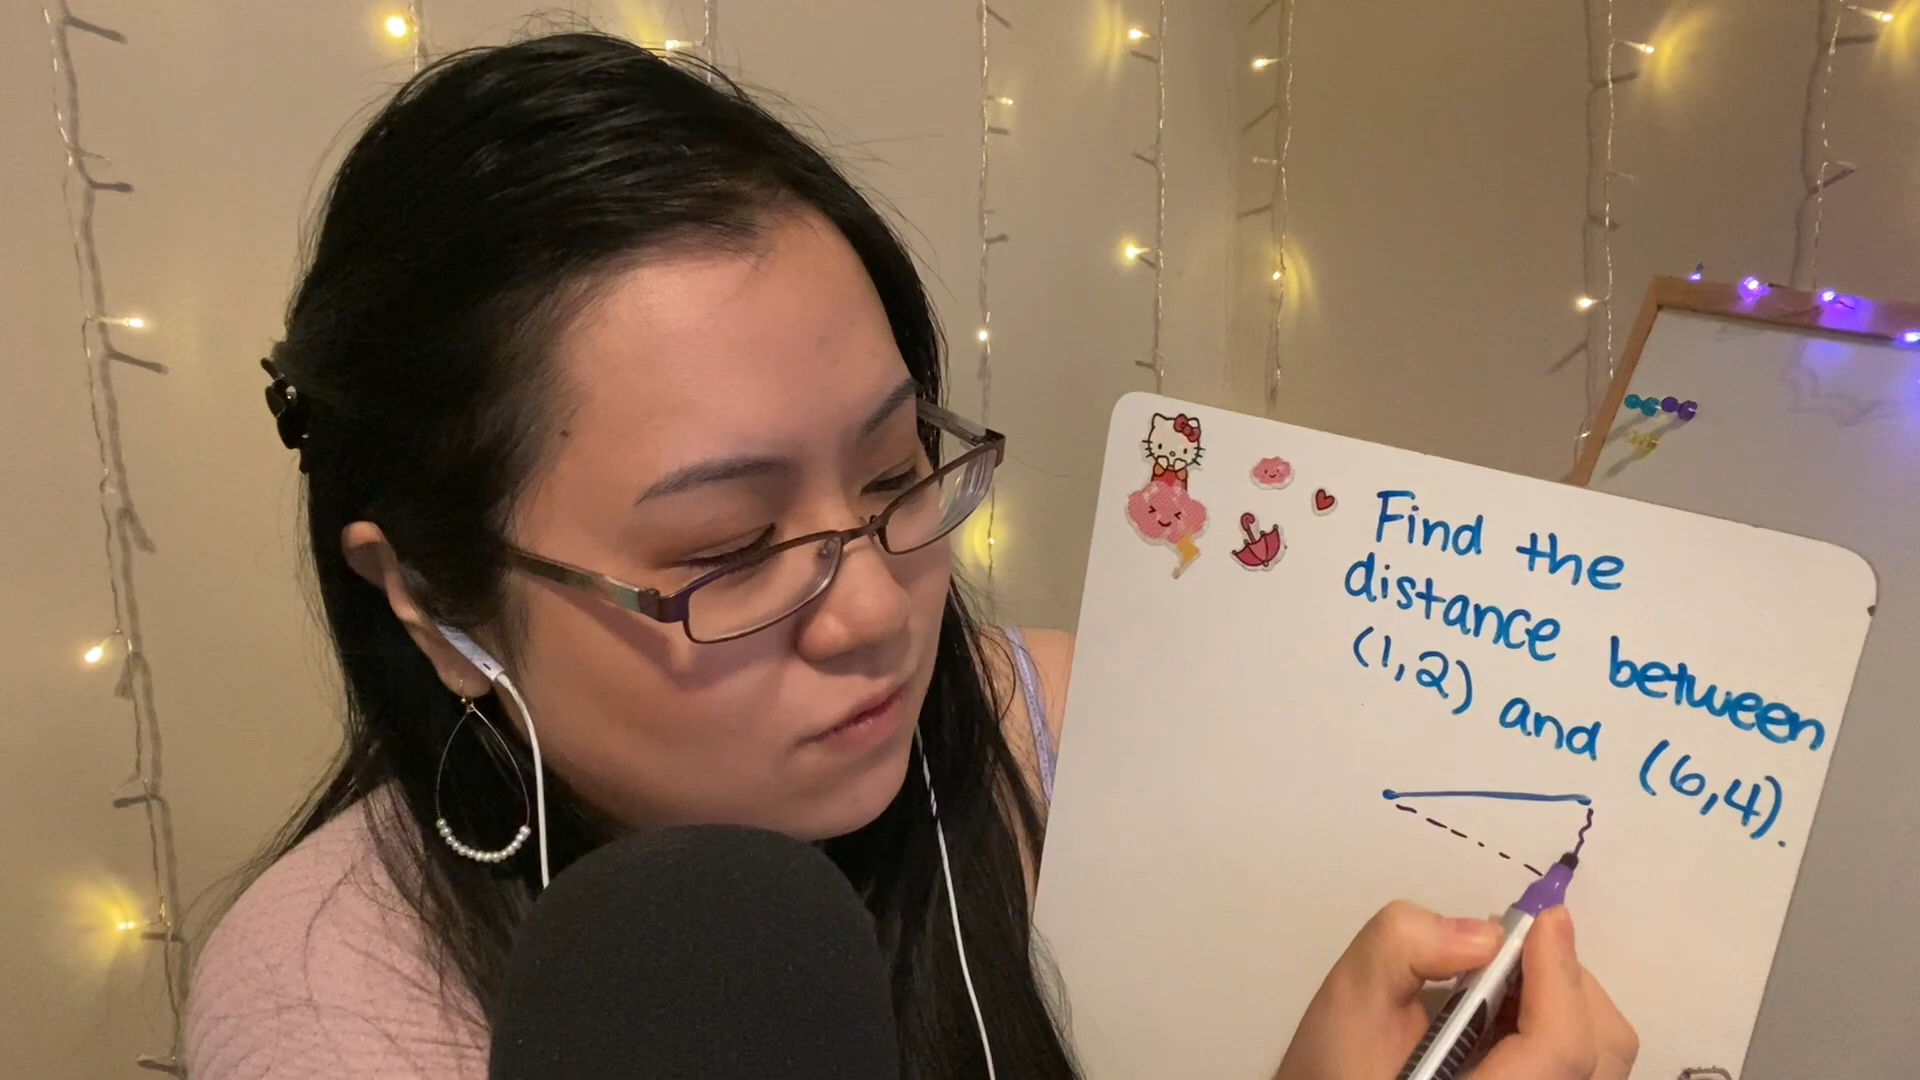 Find the
distance between
(1,2) and (6,4).